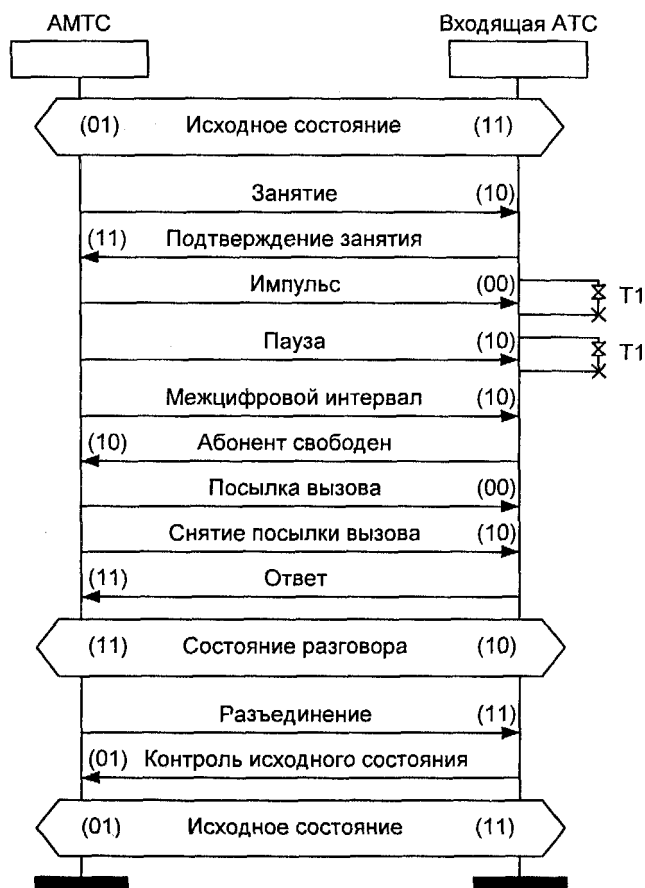 АМТС Входящая АТС
(01) Исходное состояние (11)
Занятие (10)
(11) Подтверждение занятия
Импульс (00)
T1
Пауза (10)
T1
Межцифровой интервал (10)
(10) Абонент свободен
Посылка вызова (00)
Снятие посылки вызова (10)
(11) Ответ
(11) Состояние разговора (10)
Разъединение (11)
(01) Контроль исходного состояния
(01) Исходное состояние (11)